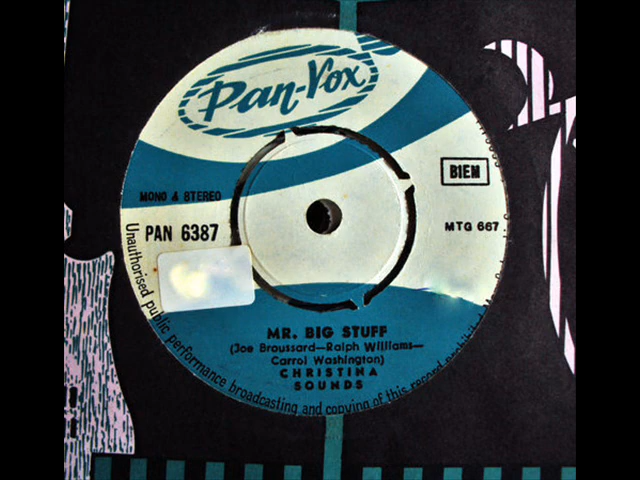 Pan-Vox
MONO & STEREO
BIEM
PAN 6387
MTG 667
MR. BIG STUFF
(Joe Broussard—Ralph Williams—
Carrol Washington)
CHRISTINA
SOUNDS
Unauthorised public performance broadcasting and copying of this record prohibit